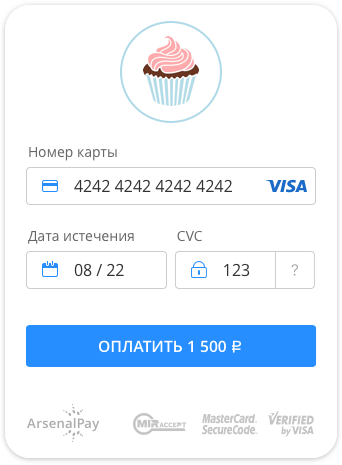 Номер карты
4242 4242 4242 4242 VISA
Дата истечения CVC
08 / 22 123 ?
ОПЛАТИТЬ 1 500 ₽
ArsenalPay MIR ACCEPT MasterCard. SecureCode. VERIFIED by VISA